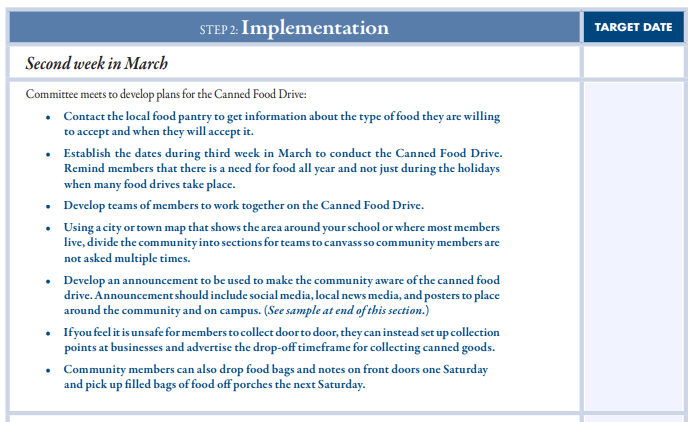 STEP 2: Implementation
TARGET DATE
Second week in March
Committee meets to develop plans for the Canned Food Drive:
• Contact the local food pantry to get information about the type of food they are willing
to accept and when they will accept it.
• Establish the dates during third week in March to conduct the Canned Food Drive.
Remind members that there is a need for food all year and not just during the holidays
when many food drives take place.
• Develop teams of members to work together on the Canned Food Drive.
• Using a city or town map that shows the area around your school or where most members
live, divide the community into sections for teams to canvass so community members are
not asked multiple times.
• Develop an announcement to be used to make the community aware of the canned food
drive. Announcement should include social media, local news media, and posters to place
around the community and on campus. (See sample at end of this section.)
• If you feel it is unsafe for members to collect door to door, they can instead set up collection
points at businesses and advertise the drop-off timeframe for collecting canned goods.
• Community members can also drop food bags and notes on front doors one Saturday
and pick up filled bags of food off porches the next Saturday.